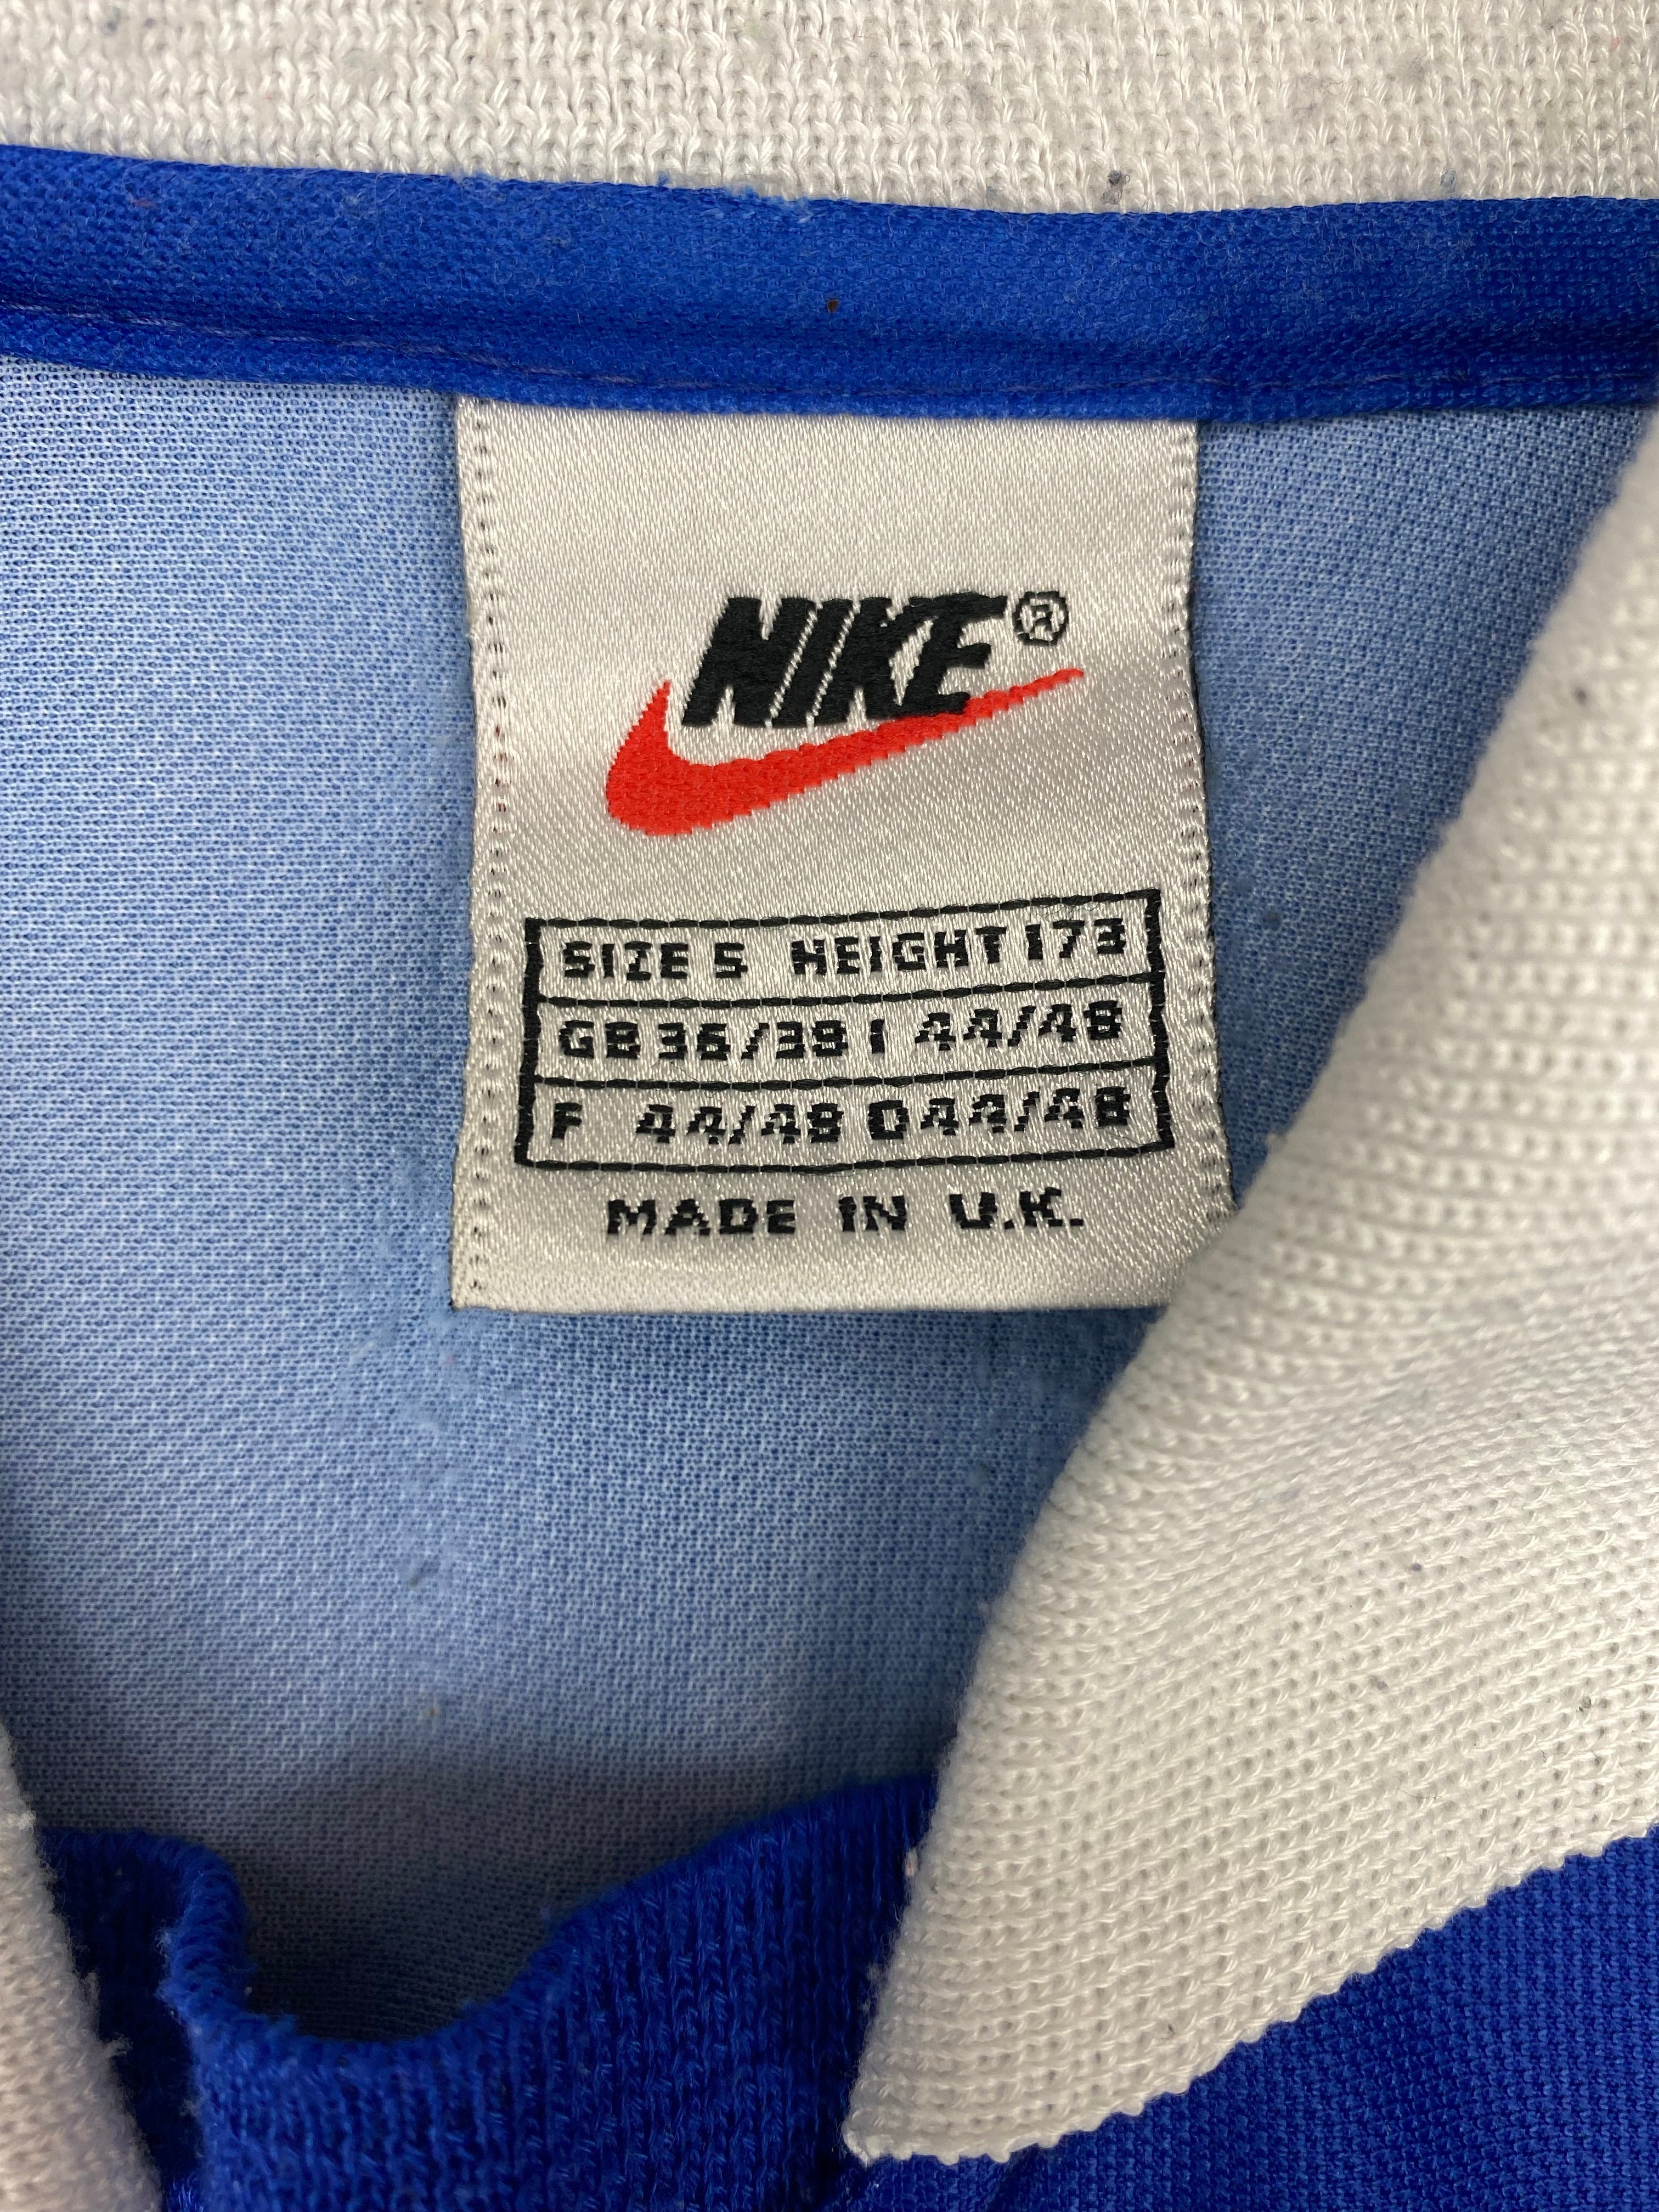 NIKE®
SIZE S HEIGHT 173
GB 36/38 I 44/48
F 44/48 D 44/48
MADE IN U.K.